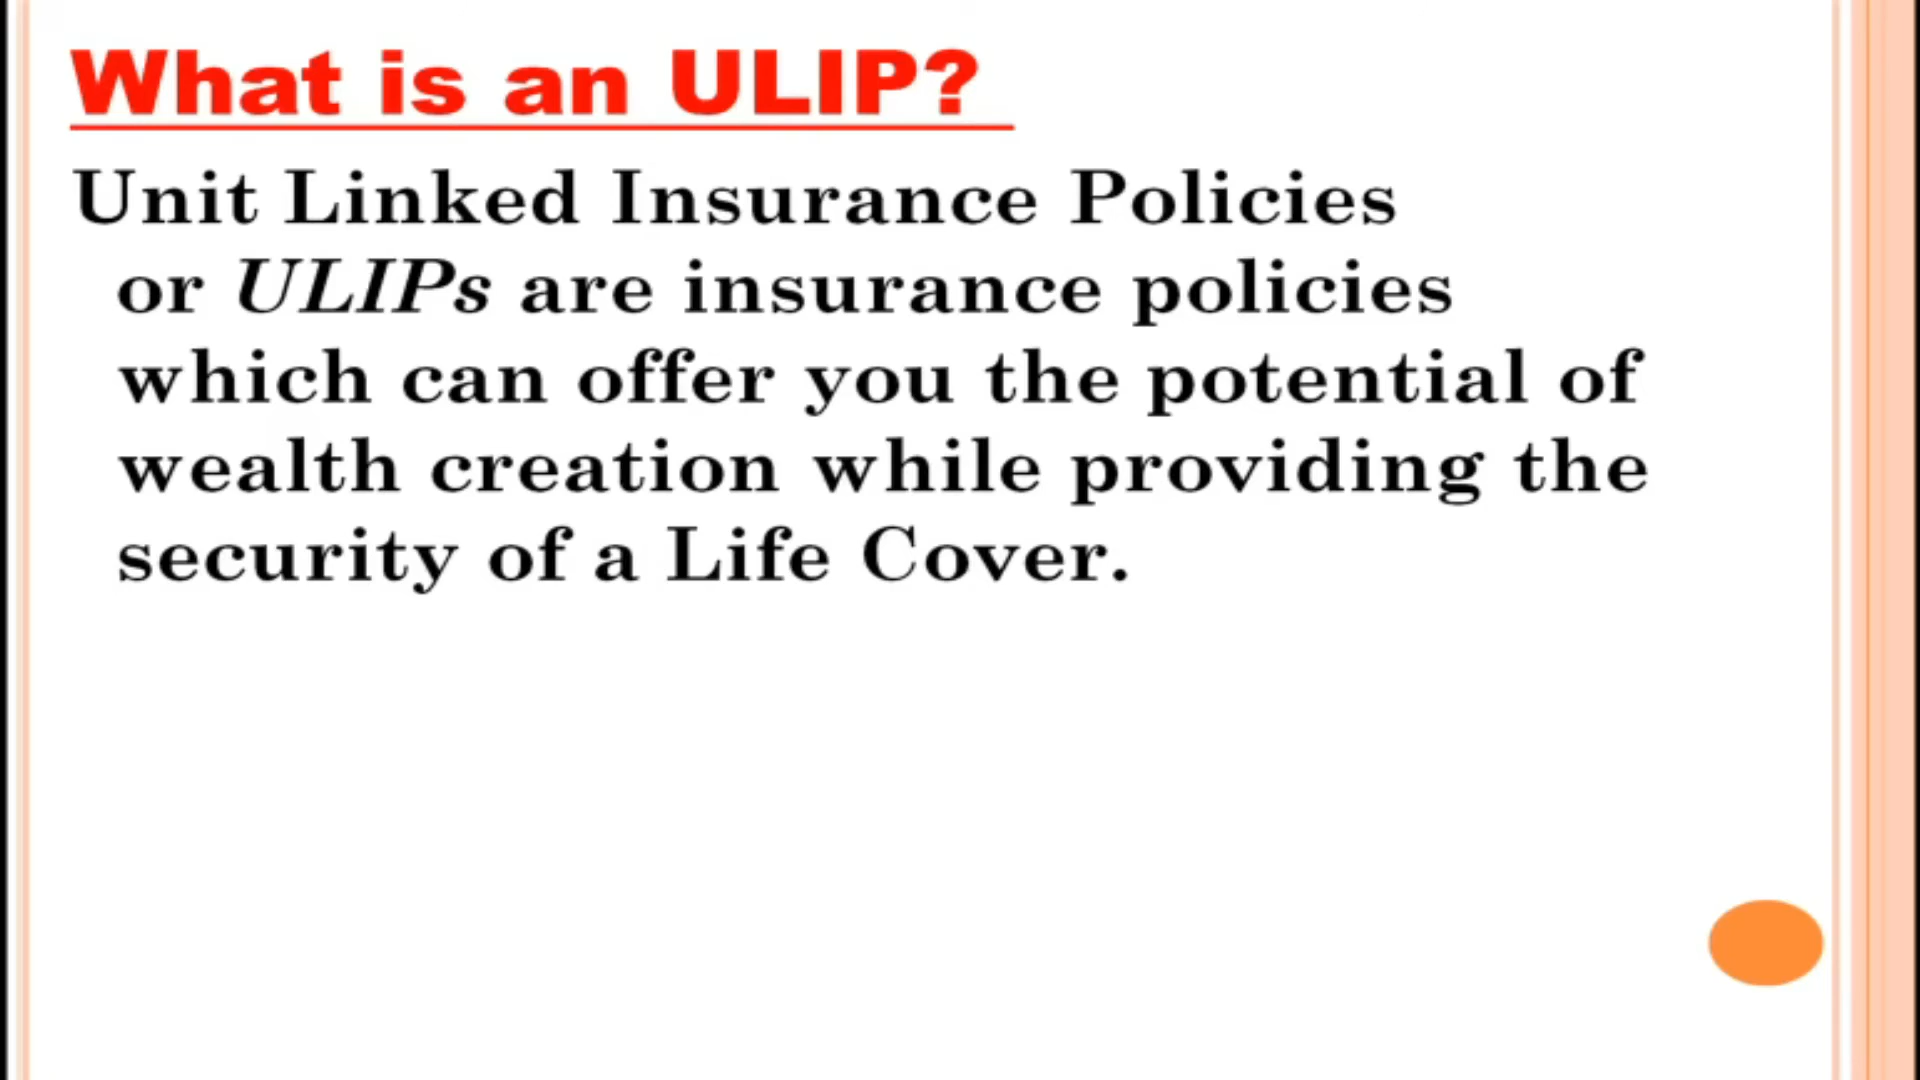 What is an ULIP?
Unit Linked Insurance Policies
or ULIPs are insurance policies
which can offer you the potential of
wealth creation while providing the
security of a Life Cover.